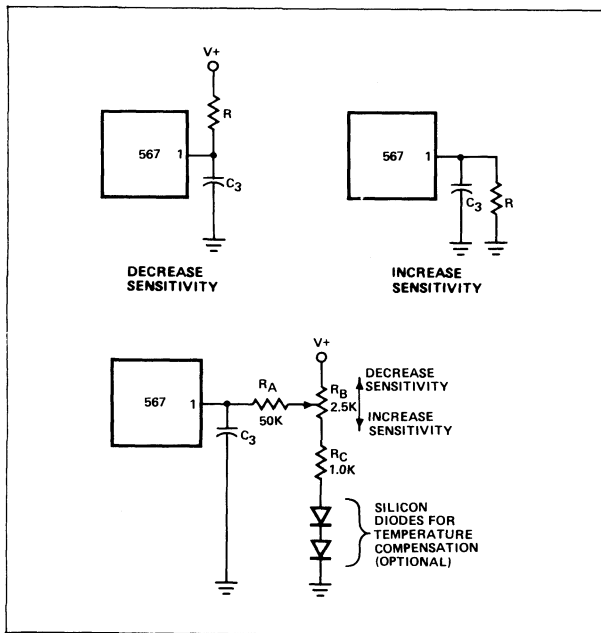 V+
R
567
1
C3
DECREASE
SENSITIVITY
567
1
C3
R
INCREASE
SENSITIVITY
V+
567
1
RA
50K
C3
RB
2.5K
DECREASE
SENSITIVITY
INCREASE
SENSITIVITY
RC
1.0K
SILICON
DIODES FOR
TEMPERATURE
COMPENSATION
(OPTIONAL)